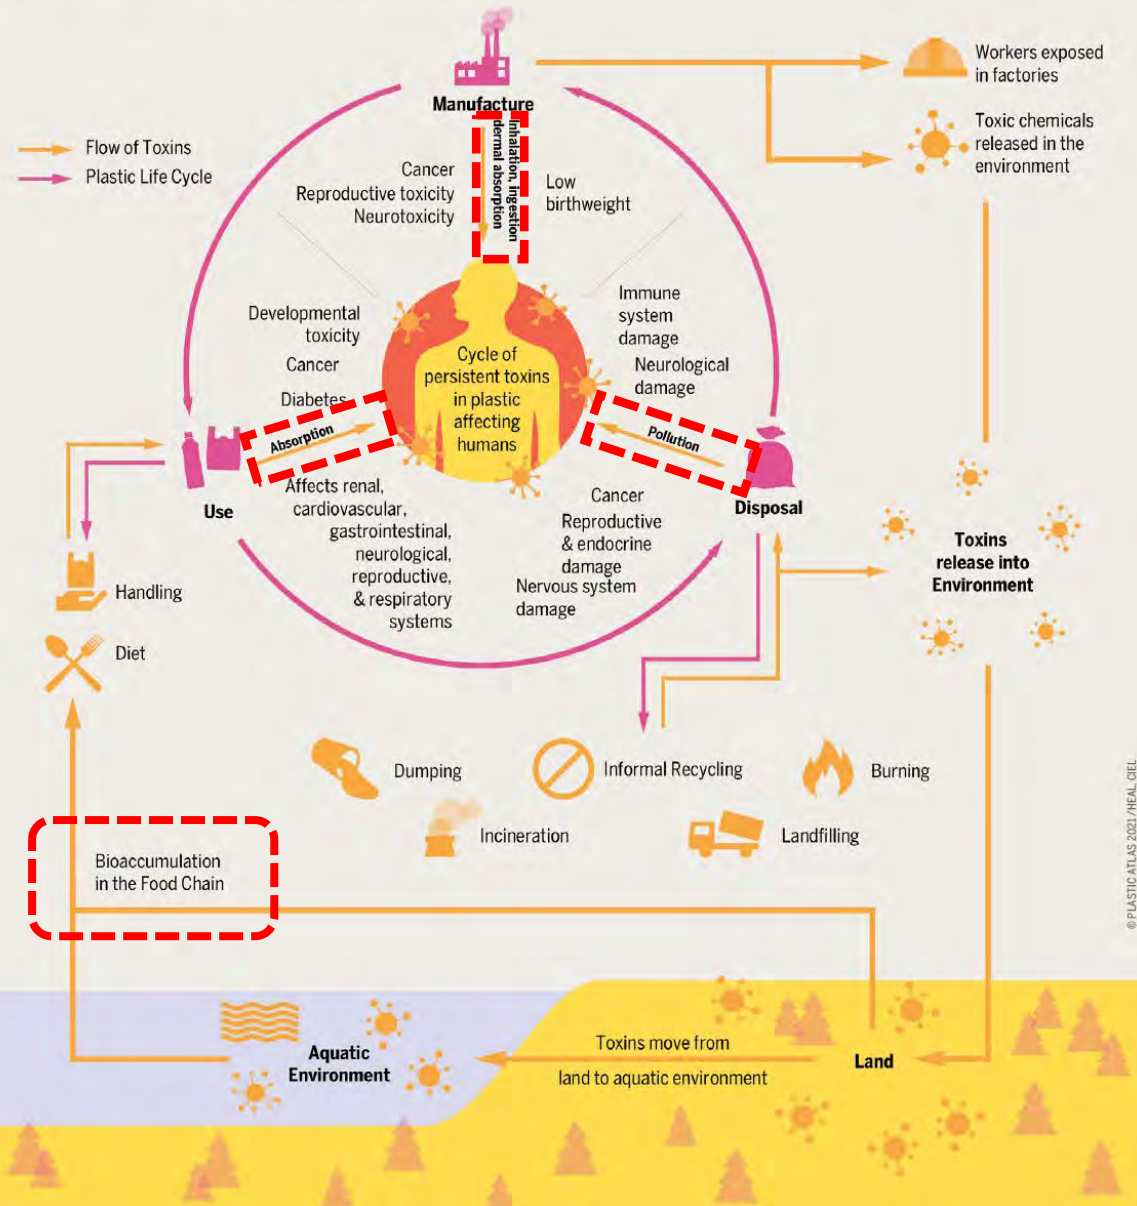 Workers exposed
in factories
Manufacture
Toxic chemicals
released in the
environment
Flow of Toxins
Plastic Life Cycle
Inhalation, ingestion
dermal absorption
Cancer
Reproductive toxicity
Neurotoxicity
Low
birthweight
Developmental
toxicity
Cancer
Diabetes
Immune
system
damage
Neurological
damage
Cycle of
persistent toxins
in plastic
affecting
humans
Absorption
Pollution
Use
Affects renal,
cardiovascular,
gastrointestinal,
neurological,
reproductive,
& respiratory
systems
Cancer
Reproductive
& endocrine
damage
Nervous system
damage
Disposal
Toxins
release into
Environment
Handling
Diet
Dumping
Informal Recycling
Burning
Incineration
Landfilling
Bioaccumulation
in the Food Chain
© PLASTIC ATLAS 2021/HEAL, CIEL
Aquatic
Environment
Toxins move from
land to aquatic environment
Land